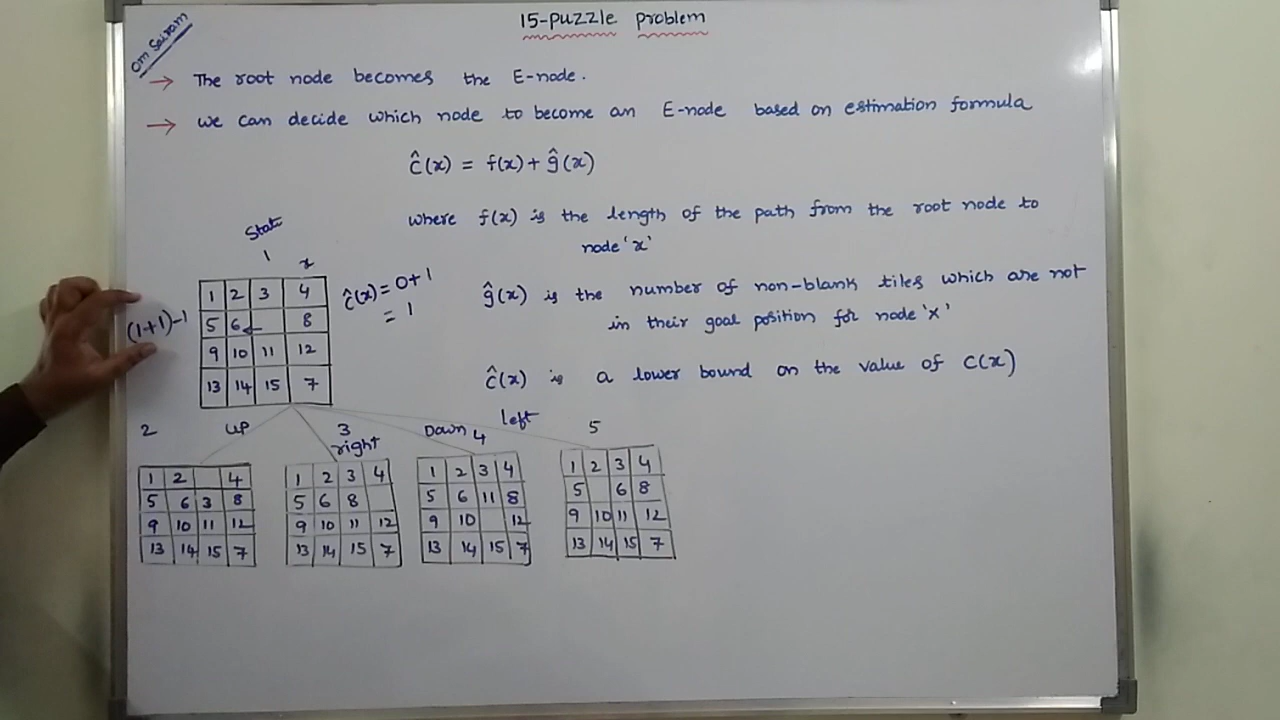 15-puzzle problem
om Sairam
→ The root node becomes the E-node.
→ we can decide which node to become an E-node based on estimation formula
ĉ(x) = f(x) + ĝ(x)
where f(x) is the length of the path from the root node to
node 'x'
ĝ(x) is the number of non-blank tiles which are not
in their goal position for node 'x'
ĉ(x) is a lower bound on the value of C(x)
State
1 x
(1+1)-1
1 2 3 4
5 6 8
9 10 11 12
13 14 15 7
ĉ(x) = 0+1
= 1
2 up
1 2 4
5 6 3 8
9 10 11 12
13 14 15 7
3
right
1 2 3 4
5 6 8
9 10 11 12
13 14 15 7
Down 4
1 2 3 4
5 6 11 8
9 10 12
13 14 15 7
left 5
1 2 3 4
5 6 8
9 10 11 12
13 14 15 7